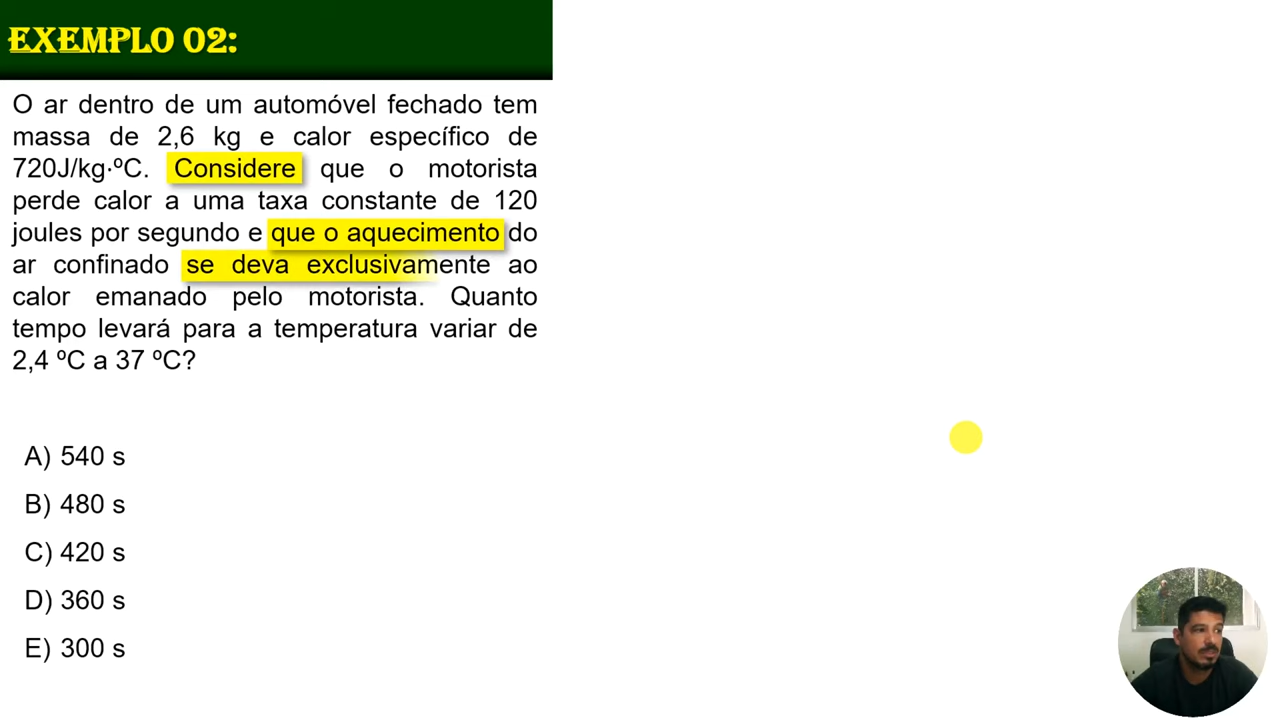 EXEMPLO 02:
O ar dentro de um automóvel fechado tem
massa de 2,6 kg e calor específico de
720J/kg·ºC. Considere que o motorista
perde calor a uma taxa constante de 120
joules por segundo e que o aquecimento do
ar confinado se deva exclusivamente ao
calor emanado pelo motorista. Quanto
tempo levará para a temperatura variar de
2,4 ºC a 37 ºC?
A) 540 s
B) 480 s
C) 420 s
D) 360 s
E) 300 s